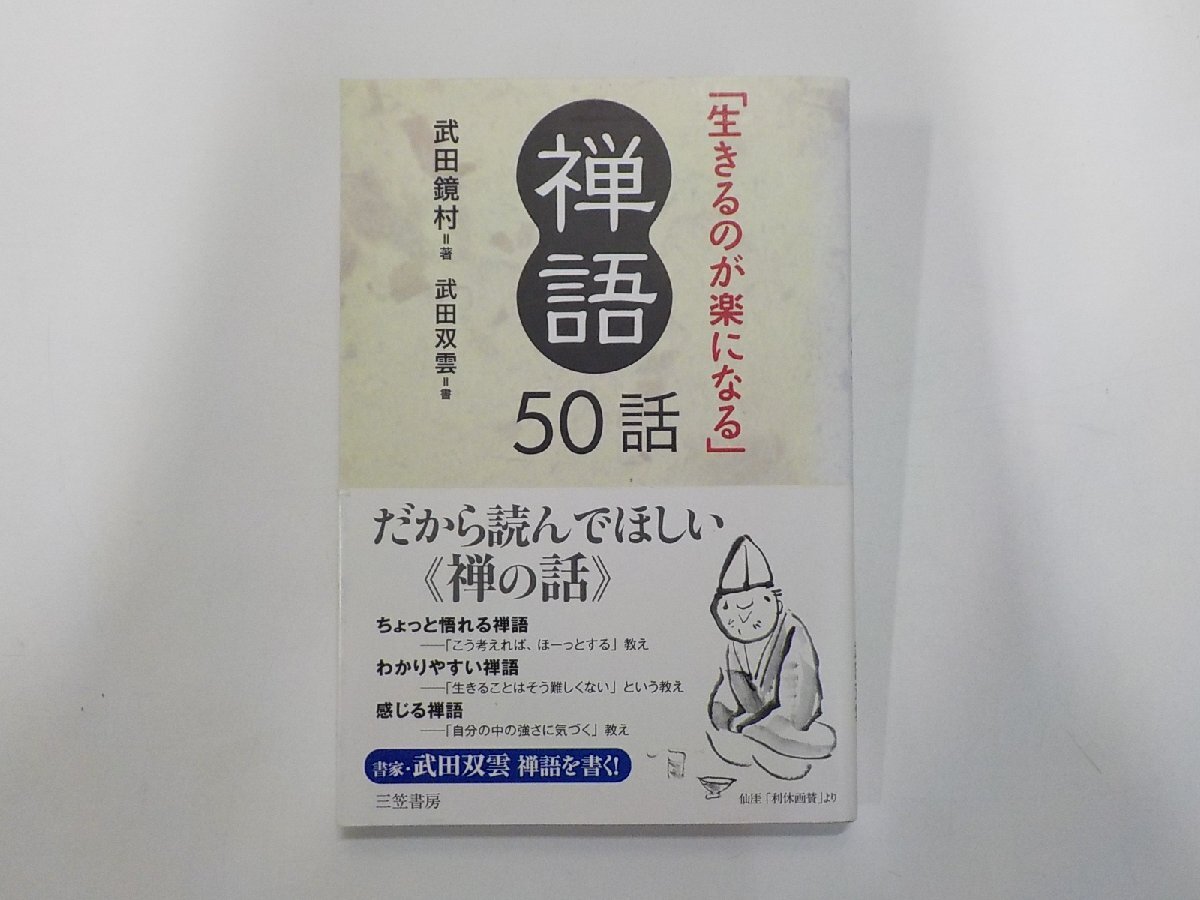 「生きるのが楽になる」
禅語
50話
武田鏡村=著 武田双雲=書
だから読んでほしい
《禅の話》
ちょっと悟れる禅語
――「こう考えれば、ほーっとする」教え
わかりやすい禅語
――「生きることはそう難しくない」という教え
感じる禅語
――「自分の中の強さに気づく」教え
書家・武田双雲 禅語を書く!
三笠書房
仙厓「利休画賛」より